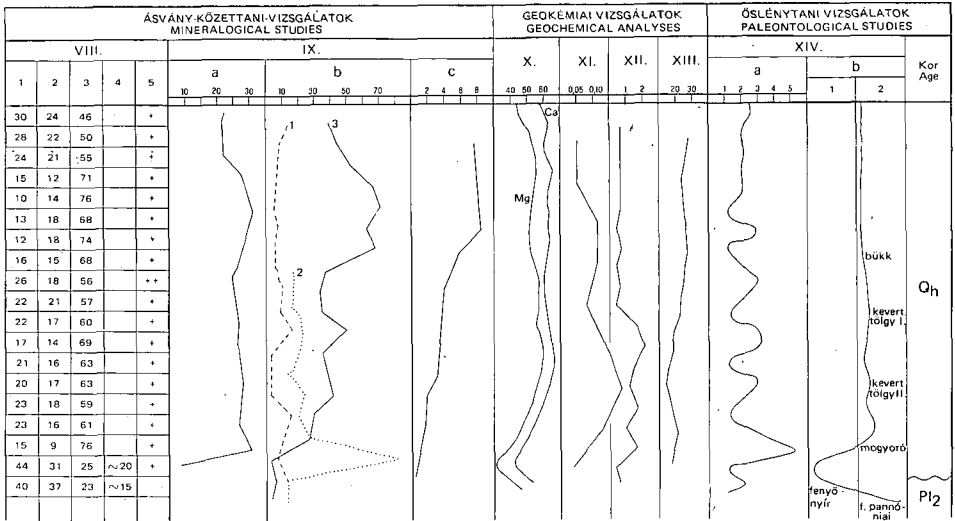 ÁSVÁNY-KŐZETTANI-VIZSGÁLATOK
MINERALOGICAL STUDIES
GEOKÉMIAI VIZSGÁLATOK
GEOCHEMICAL ANALYSES
ŐSLÉNYTANI VIZSGÁLATOK
PALEONTOLOGICAL STUDIES
VIII. IX. X. XI. XII. XIII. XIV. Kor
Age
1 2 3 4 5 a b c a b
10 20 30 10 30 50 70 2 4 6 8 40 50 60 0,05 0,10 1 2 20 30 1 2 3 4 5 1 2
30 24 46 +
28 22 50 +
24 21 55 +
15 12 71 +
10 14 76 +
13 18 68 +
12 18 74 +
16 15 68 +
26 18 56 ++
22 21 57 +
22 17 60 +
17 14 69 +
21 16 63 +
20 17 63 +
23 18 59 +
23 16 61 +
15 9 76 +
44 31 25 ~20 +
40 37 23 ~15
1
3
2
Ca
Mg
bükk
kevert
tölgy I.
kevert
tölgy II.
mogyoró
fenyő-
nyír
f. pannó-
niai
Qh
Pl2